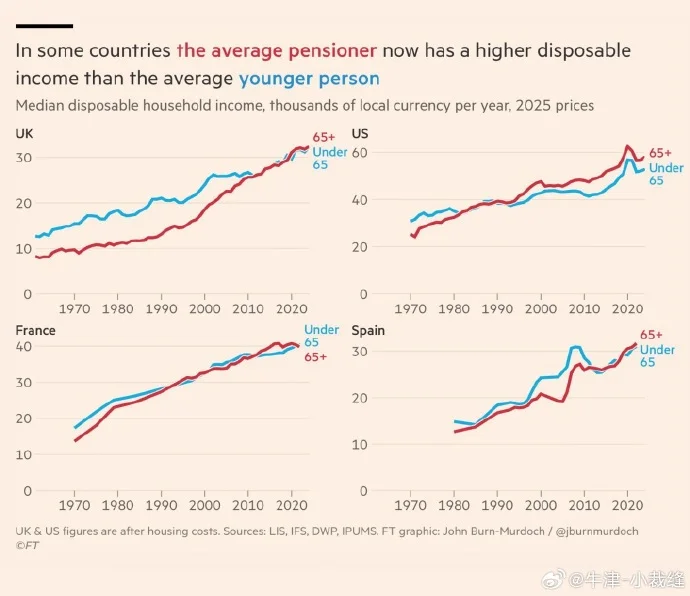 In some countries the average pensioner now has a higher disposable
income than the average younger person
Median disposable household income, thousands of local currency per year, 2025 prices
UK
30
20
10
0
1970 1980 1990 2000 2010 2020
65+
Under
65
US
60
40
20
0
1970 1980 1990 2000 2010 2020
65+
Under
65
France
40
30
20
10
0
1970 1980 1990 2000 2010 2020
Under
65
65+
Spain
30
20
10
0
1970 1980 1990 2000 2010 2020
65+
Under
65
UK & US figures are after housing costs. Sources: LIS, IFS, DWP, IPUMS. FT graphic: John Burn-Murdoch / @jburnmurdoch
©FT
@牛津-小裁缝